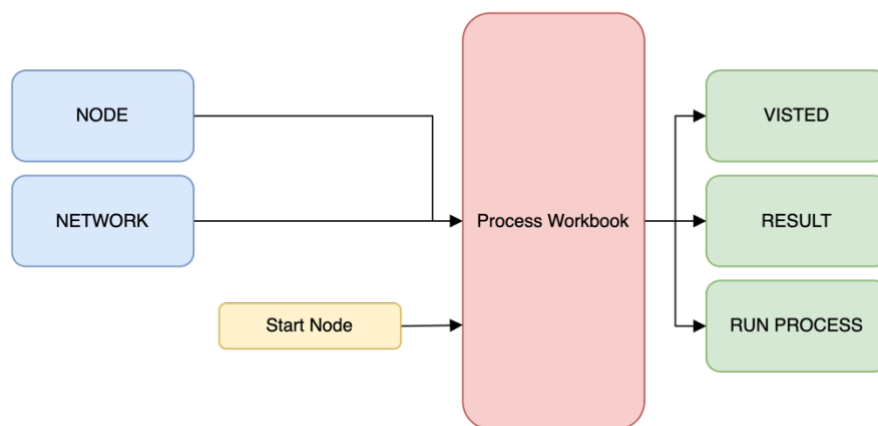 NODE
NETWORK
Start Node
Process Workbook
VISTED
RESULT
RUN PROCESS